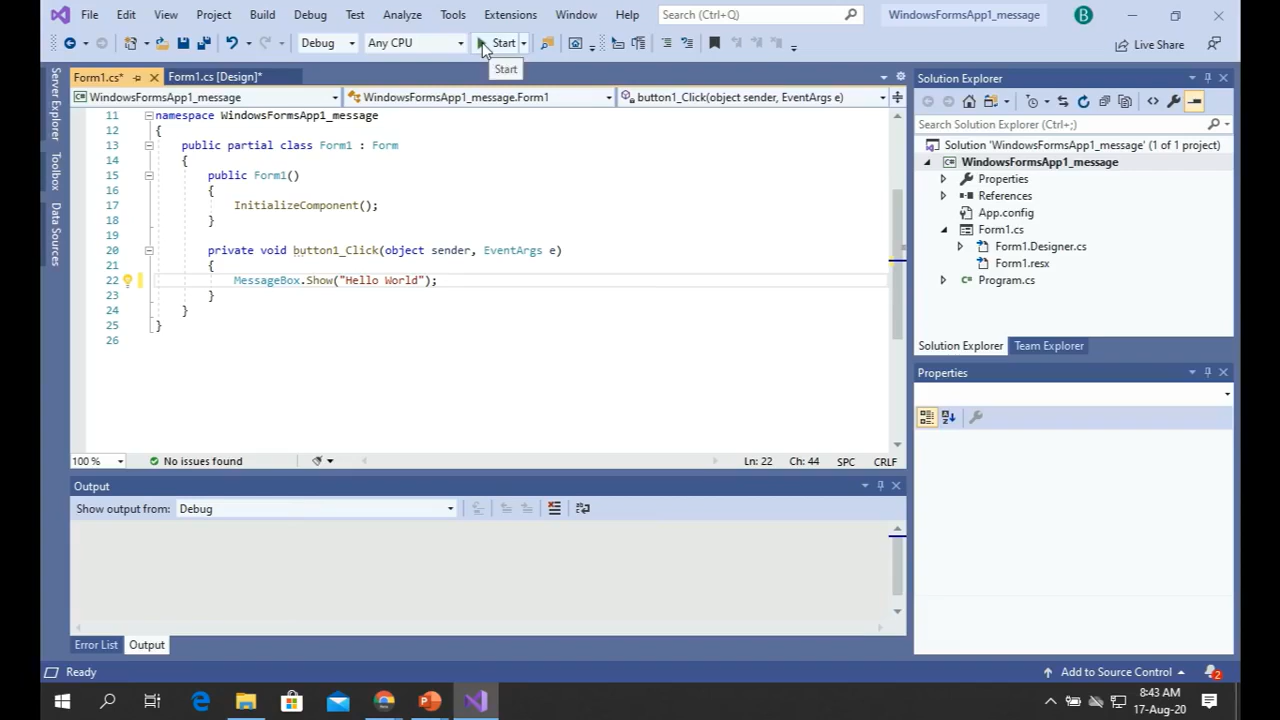 File Edit View Project Build Debug Test Analyze Tools Extensions Window Help Search (Ctrl+Q) WindowsFormsApp1_message B
Debug Any CPU Start Live Share
Start
Form1.cs* Form1.cs [Design]*
WindowsFormsApp1_message WindowsFormsApp1_message.Form1 button1_Click(object sender, EventArgs e)
11 namespace WindowsFormsApp1_message
12 {
13 public partial class Form1 : Form
14 {
15 public Form1()
16 {
17 InitializeComponent();
18 }
19
20 private void button1_Click(object sender, EventArgs e)
21 {
22 MessageBox.Show("Hello World");
23 }
24 }
25 }
26
100 % No issues found Ln: 22 Ch: 44 SPC CRLF
Output
Show output from: Debug
Error List Output
Server Explorer
Toolbox
Data Sources
Solution Explorer
Search Solution Explorer (Ctrl+;)
Solution 'WindowsFormsApp1_message' (1 of 1 project)
WindowsFormsApp1_message
Properties
References
App.config
Form1.cs
Form1.Designer.cs
Form1.resx
Program.cs
Solution Explorer Team Explorer
Properties
Ready Add to Source Control 2
8:43 AM
17-Aug-20